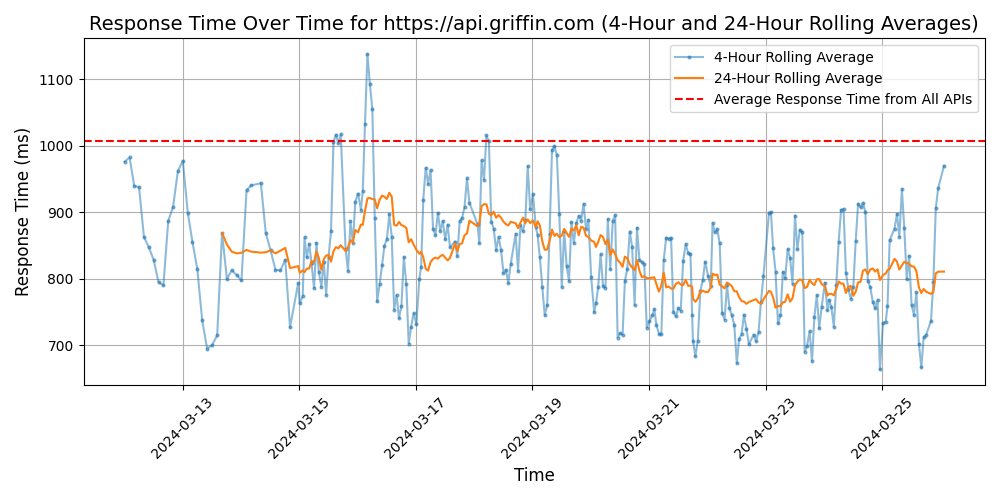 Response Time Over Time for https://api.griffin.com (4-Hour and 24-Hour Rolling Averages)
4-Hour Rolling Average
24-Hour Rolling Average
Average Response Time from All APIs
Response Time (ms)
1100
1000
900
800
700
2024-03-13
2024-03-15
2024-03-17
2024-03-19
2024-03-21
2024-03-23
2024-03-25
Time